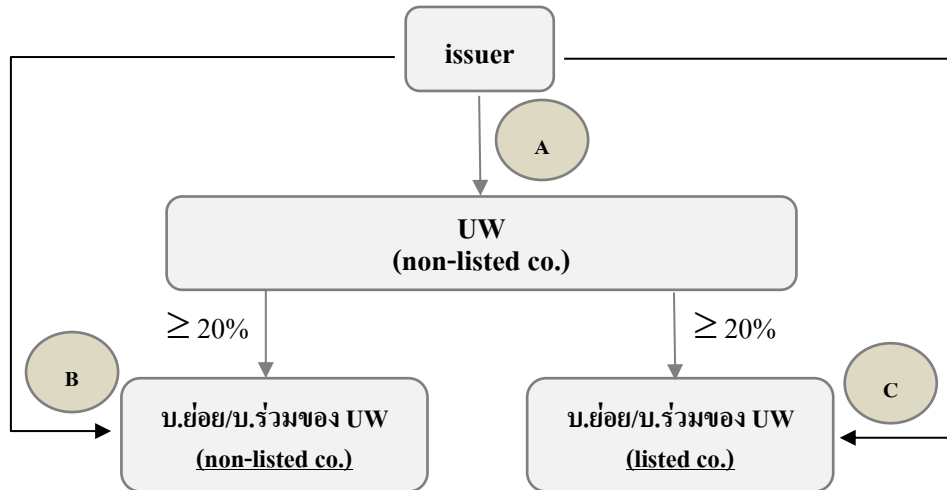 issuer
A
UW
(non-listed co.)
≥ 20%
≥ 20%
B
บ.ย่อย/บ.ร่วมของ UW
(non-listed co.)
บ.ย่อย/บ.ร่วมของ UW
(listed co.)
C